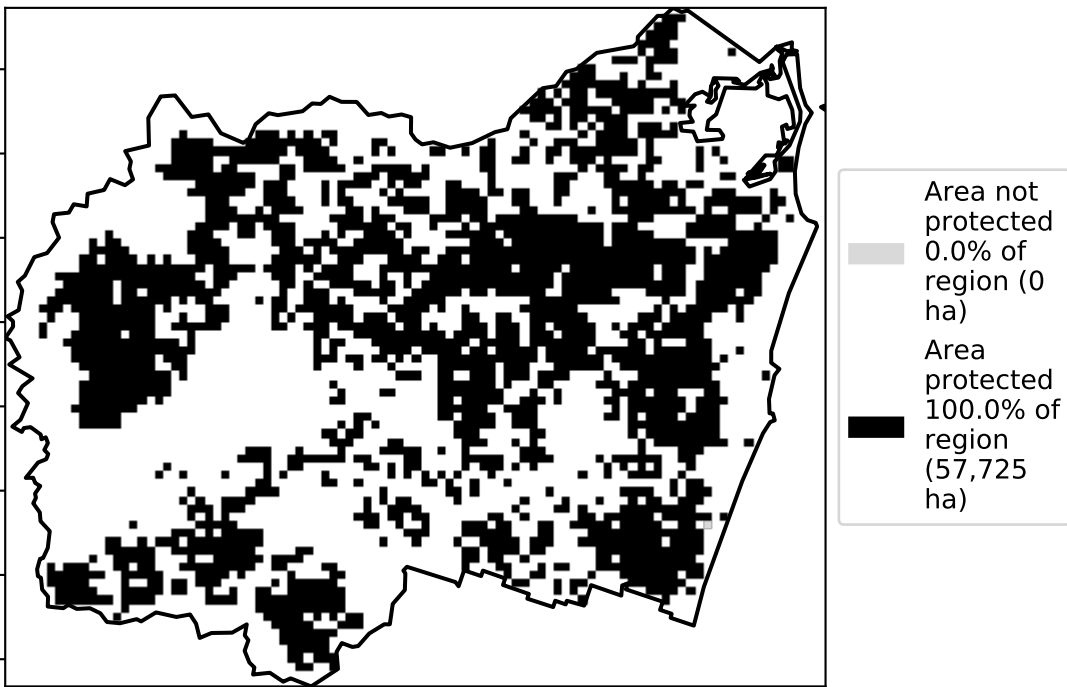 Area not
protected
0.0% of
region (0
ha)
Area
protected
100.0% of
region
(57,725
ha)